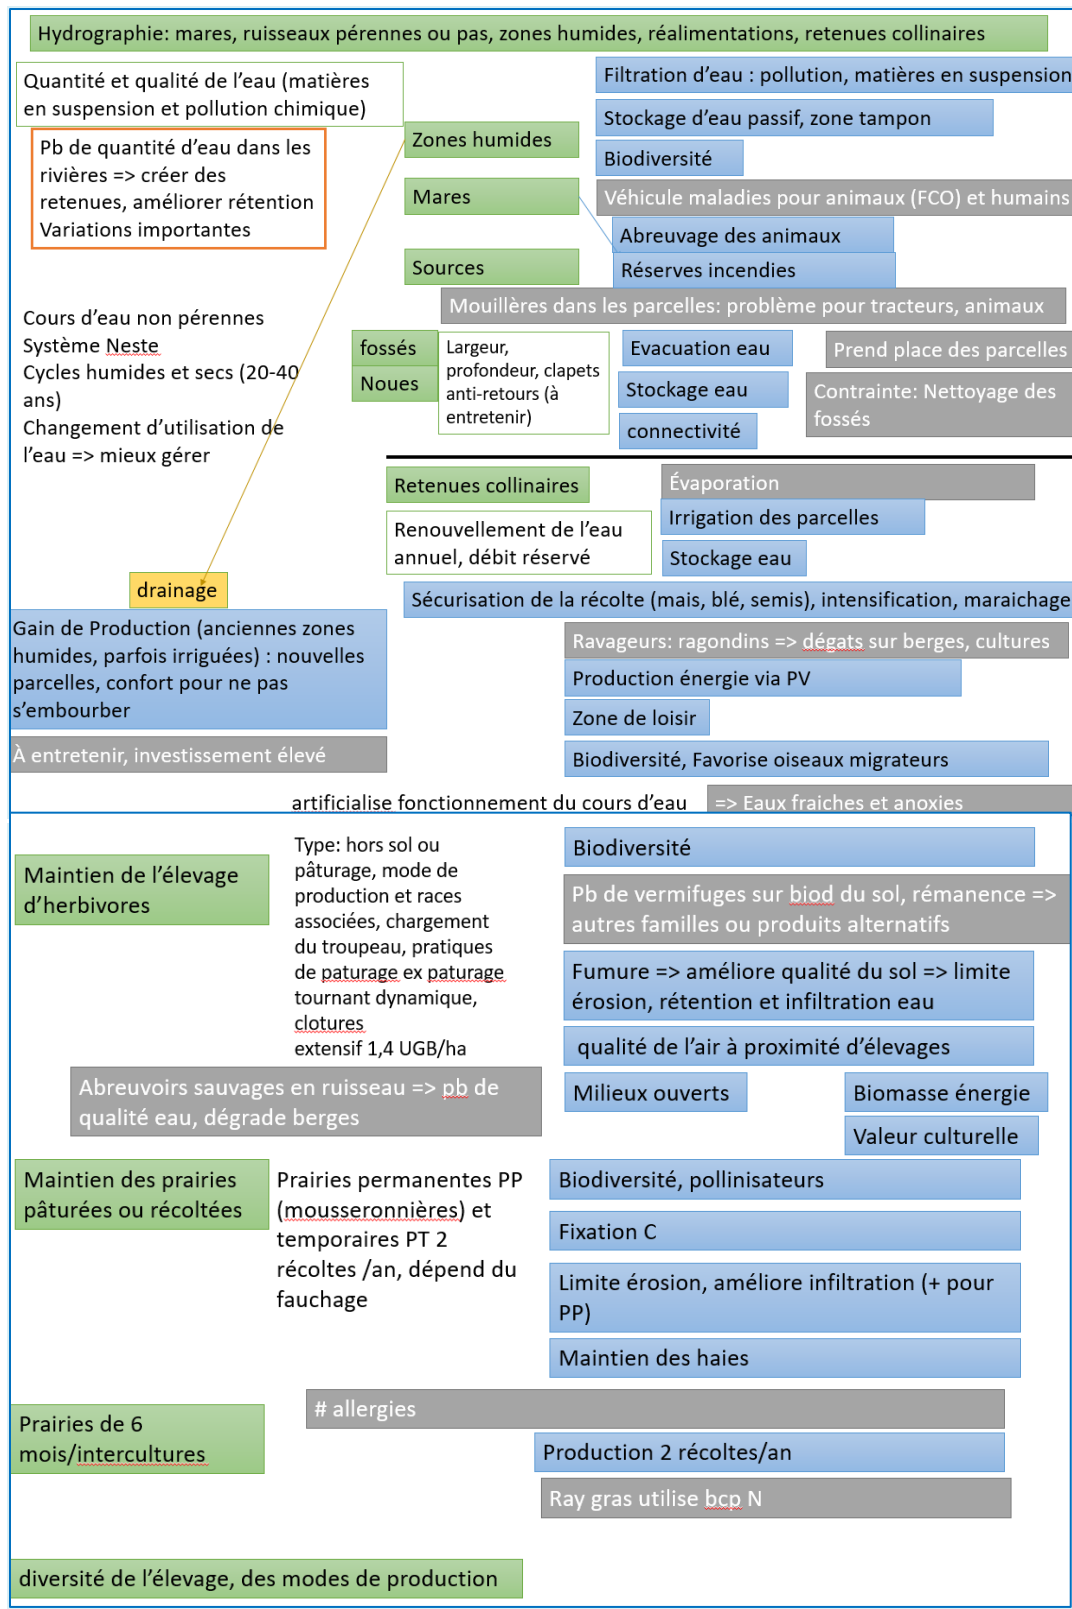 Hydrographie: mares, ruisseaux pérennes ou pas, zones humides, réalimentations, retenues collinaires
Quantité et qualité de l'eau (matières
en suspension et pollution chimique)
Pb de quantité d'eau dans les
rivières => créer des
retenues, améliorer rétention
Variations importantes
Zones humides
Filtration d'eau : pollution, matières en suspension
Stockage d'eau passif, zone tampon
Biodiversité
Mares
Véhicule maladies pour animaux (FCO) et humains
Abreuvage des animaux
Réserves incendies
Sources
Mouillères dans les parcelles: problème pour tracteurs, animaux
Cours d'eau non pérennes
Système Neste
Cycles humides et secs (20-40
ans)
Changement d'utilisation de
l'eau => mieux gérer
fossés
Noues
Largeur,
profondeur, clapets
anti-retours (à
entretenir)
Evacuation eau
Stockage eau
connectivité
Prend place des parcelles
Contrainte: Nettoyage des
fossés
Retenues collinaires
Renouvellement de l'eau
annuel, débit réservé
Évaporation
Irrigation des parcelles
Stockage eau
Sécurisation de la récolte (mais, blé, semis), intensification, maraichage
Ravageurs: ragondins => dégats sur berges, cultures
Production énergie via PV
Zone de loisir
Biodiversité, Favorise oiseaux migrateurs
artificialise fonctionnement du cours d'eau
=> Eaux fraiches et anoxies
drainage
Gain de Production (anciennes zones
humides, parfois irriguées) : nouvelles
parcelles, confort pour ne pas
s'embourber
À entretenir, investissement élevé
Maintien de l'élevage
d'herbivores
Type: hors sol ou
pâturage, mode de
production et races
associées, chargement
du troupeau, pratiques
de paturage ex paturage
tournant dynamique,
clotures
extensif 1,4 UGB/ha
Biodiversité
Pb de vermifuges sur biod du sol, rémanence =>
autres familles ou produits alternatifs
Fumure => améliore qualité du sol => limite
érosion, rétention et infiltration eau
qualité de l'air à proximité d'élevages
Milieux ouverts
Biomasse énergie
Valeur culturelle
Abreuvoirs sauvages en ruisseau => pb de
qualité eau, dégrade berges
Maintien des prairies
pâturées ou récoltées
Prairies permanentes PP
(mousseronnières) et
temporaires PT 2
récoltes /an, dépend du
fauchage
Biodiversité, pollinisateurs
Fixation C
Limite érosion, améliore infiltration (+ pour
PP)
Maintien des haies
Prairies de 6
mois/intercultures
# allergies
Production 2 récoltes/an
Ray gras utilise bcp N
diversité de l'élevage, des modes de production